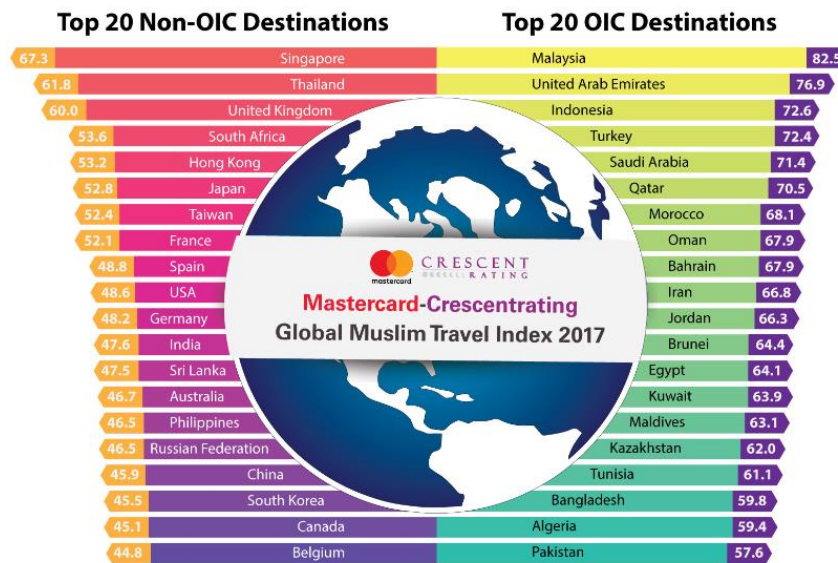 Top 20 Non-OIC Destinations
Top 20 OIC Destinations
67.3 Singapore Malaysia 82.5
61.8 Thailand United Arab Emirates 76.9
60.0 United Kingdom Indonesia 72.6
53.6 South Africa Turkey 72.4
53.2 Hong Kong Saudi Arabia 71.4
52.8 Japan Qatar 70.5
52.4 Taiwan Morocco 68.1
52.1 France Oman 67.9
48.8 Spain Bahrain 67.9
48.6 USA Iran 66.8
48.2 Germany Jordan 66.3
47.6 India Brunei 64.4
47.5 Sri Lanka Egypt 64.1
46.7 Australia Kuwait 63.9
46.5 Philippines Maldives 63.1
46.5 Russian Federation Kazakhstan 62.0
45.9 China Tunisia 61.1
45.5 South Korea Bangladesh 59.8
45.1 Canada Algeria 59.4
44.8 Belgium Pakistan 57.6
mastercard
CRESCENT
RATING
Mastercard-Crescentrating
Global Muslim Travel Index 2017